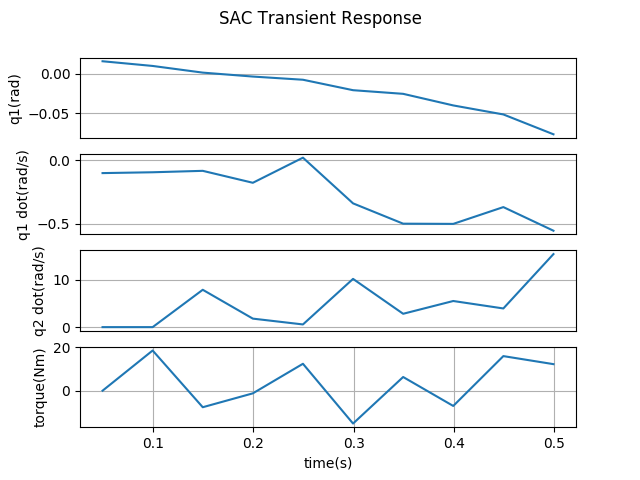 SAC Transient Response
q1(rad)
0.00
−0.05
q1 dot(rad/s)
0.0
−0.5
q2 dot(rad/s)
10
0
torque(Nm)
20
0
0.1 0.2 0.3 0.4 0.5
time(s)